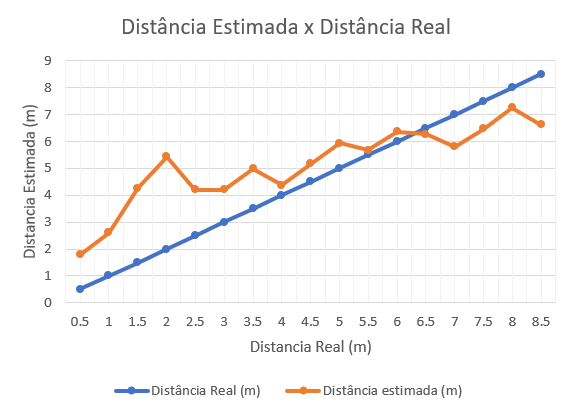 Distância Estimada x Distância Real
Distancia Estimada (m)
9
8
7
6
5
4
3
2
1
0
0.5 1 1.5 2 2.5 3 3.5 4 4.5 5 5.5 6 6.5 7 7.5 8 8.5
Distancia Real (m)
Distância Real (m) Distância estimada (m)